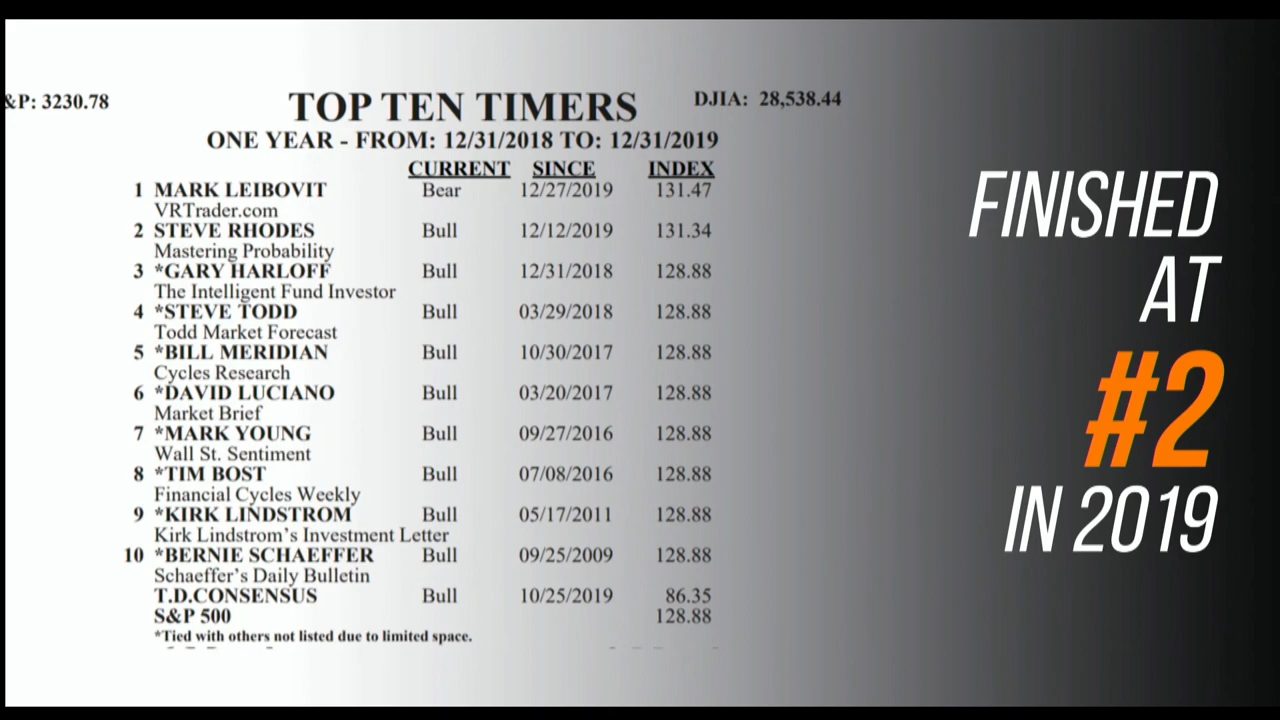 &P: 3230.78
TOP TEN TIMERS
DJIA: 28,538.44
ONE YEAR - FROM: 12/31/2018 TO: 12/31/2019
CURRENT SINCE INDEX
1 MARK LEIBOVIT Bear 12/27/2019 131.47
VRTrader.com
2 STEVE RHODES Bull 12/12/2019 131.34
Mastering Probability
3 *GARY HARLOFF Bull 12/31/2018 128.88
The Intelligent Fund Investor
4 *STEVE TODD Bull 03/29/2018 128.88
Todd Market Forecast
5 *BILL MERIDIAN Bull 10/30/2017 128.88
Cycles Research
6 *DAVID LUCIANO Bull 03/20/2017 128.88
Market Brief
7 *MARK YOUNG Bull 09/27/2016 128.88
Wall St. Sentiment
8 *TIM BOST Bull 07/08/2016 128.88
Financial Cycles Weekly
9 *KIRK LINDSTROM Bull 05/17/2011 128.88
Kirk Lindstrom's Investment Letter
10 *BERNIE SCHAEFFER Bull 09/25/2009 128.88
Schaeffer's Daily Bulletin
T.D.CONSENSUS Bull 10/25/2019 86.35
S&P 500 128.88
*Tied with others not listed due to limited space.
FINISHED
AT
#2
IN 2019